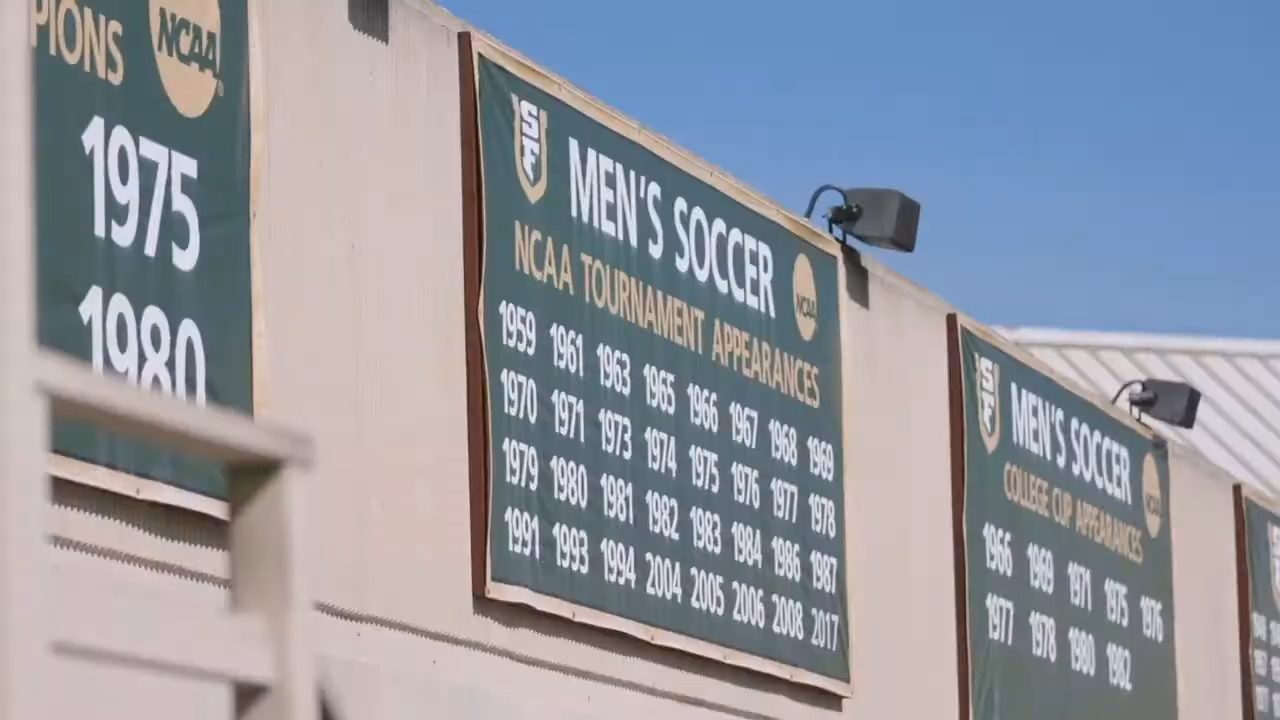 PIONS
NCAA
1975
1980
SF
MEN'S SOCCER
NCAA
NCAA TOURNAMENT APPEARANCES
1959 1961 1963 1965 1966 1967 1968 1969
1970 1971 1973 1974 1975 1976 1977 1978
1979 1980 1981 1982 1983 1984 1986 1987
1991 1993 1994 2004 2005 2006 2008 2017
SF
MEN'S SOCCER
NCAA
COLLEGE CUP APPEARANCES
1966 1969 1971 1975 1976
1977 1978 1980 1982